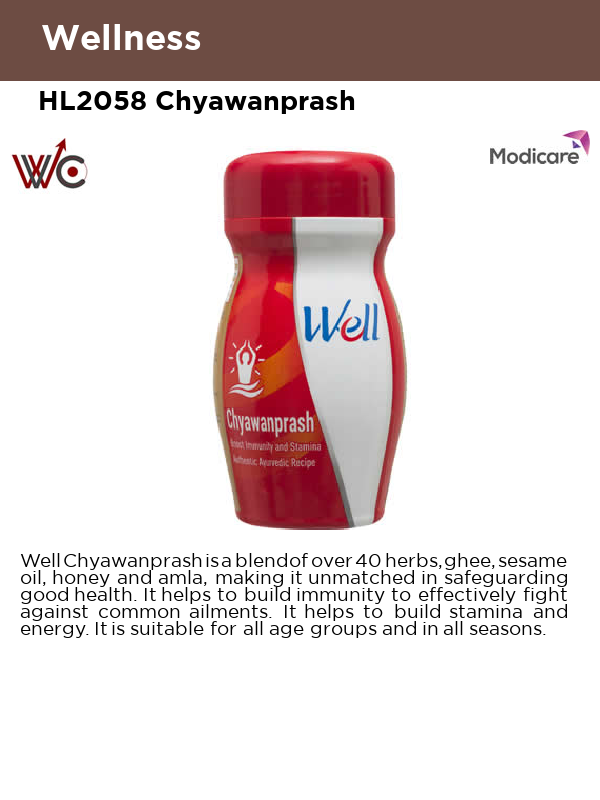 Wellness
HL2058 Chyawanprash
WC
Modicare
Well
Chyawanprash
Immunity and Stamina
Authentic Ayurvedic Recipe
Well Chyawanprash is a blend of over 40 herbs, ghee, sesame
oil, honey and amla, making it unmatched in safeguarding
good health. It helps to build immunity to effectively fight
against common ailments. It helps to build stamina and
energy. It is suitable for all age groups and in all seasons.